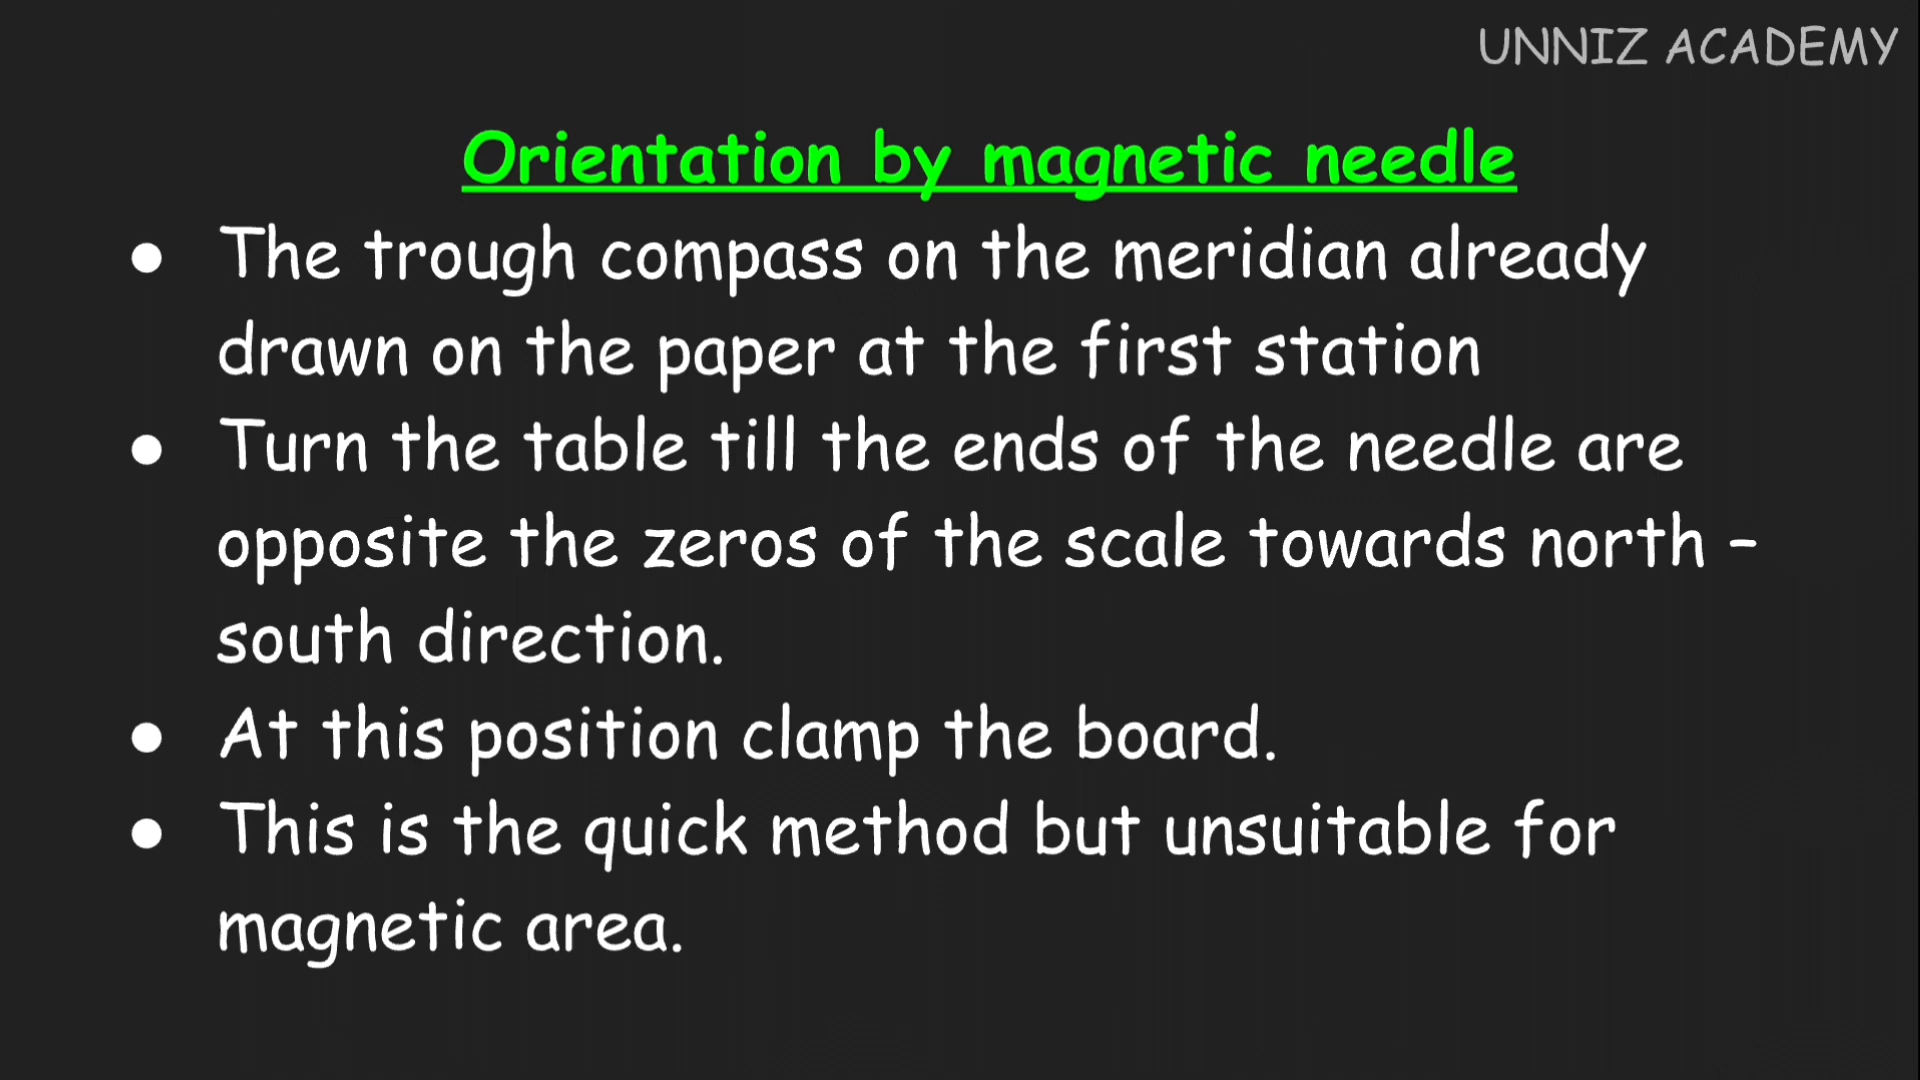 UNNIZ ACADEMY
Orientation by magnetic needle
● The trough compass on the meridian already
drawn on the paper at the first station
● Turn the table till the ends of the needle are
opposite the zeros of the scale towards north –
south direction.
● At this position clamp the board.
● This is the quick method but unsuitable for
magnetic area.